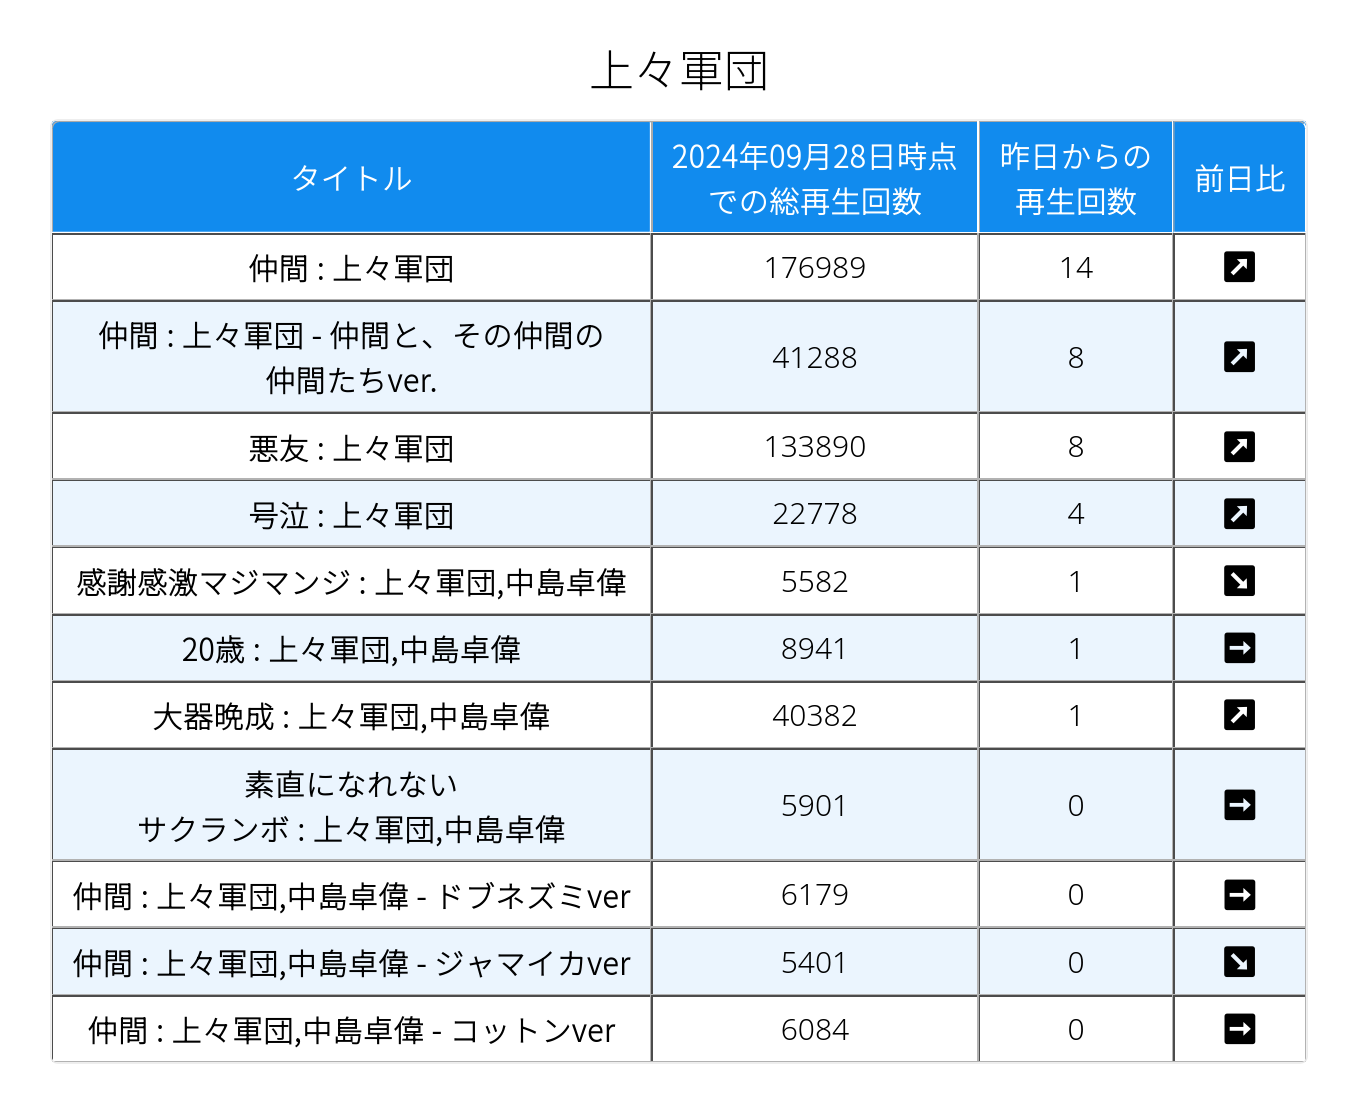 上々軍団
タイトル
2024年09月28日時点
での総再生回数
昨日からの
再生回数
前日比
仲間 : 上々軍団
176989
14
仲間 : 上々軍団 - 仲間と、その仲間の
仲間たちver.
41288
8
悪友 : 上々軍団
133890
8
号泣 : 上々軍団
22778
4
感謝感激マジマンジ : 上々軍団,中島卓偉
5582
1
20歳 : 上々軍団,中島卓偉
8941
1
大器晩成 : 上々軍団,中島卓偉
40382
1
素直になれない
サクランボ : 上々軍団,中島卓偉
5901
0
仲間 : 上々軍団,中島卓偉 - ドブネズミver
6179
0
仲間 : 上々軍団,中島卓偉 - ジャマイカver
5401
0
仲間 : 上々軍団,中島卓偉 - コットンver
6084
0